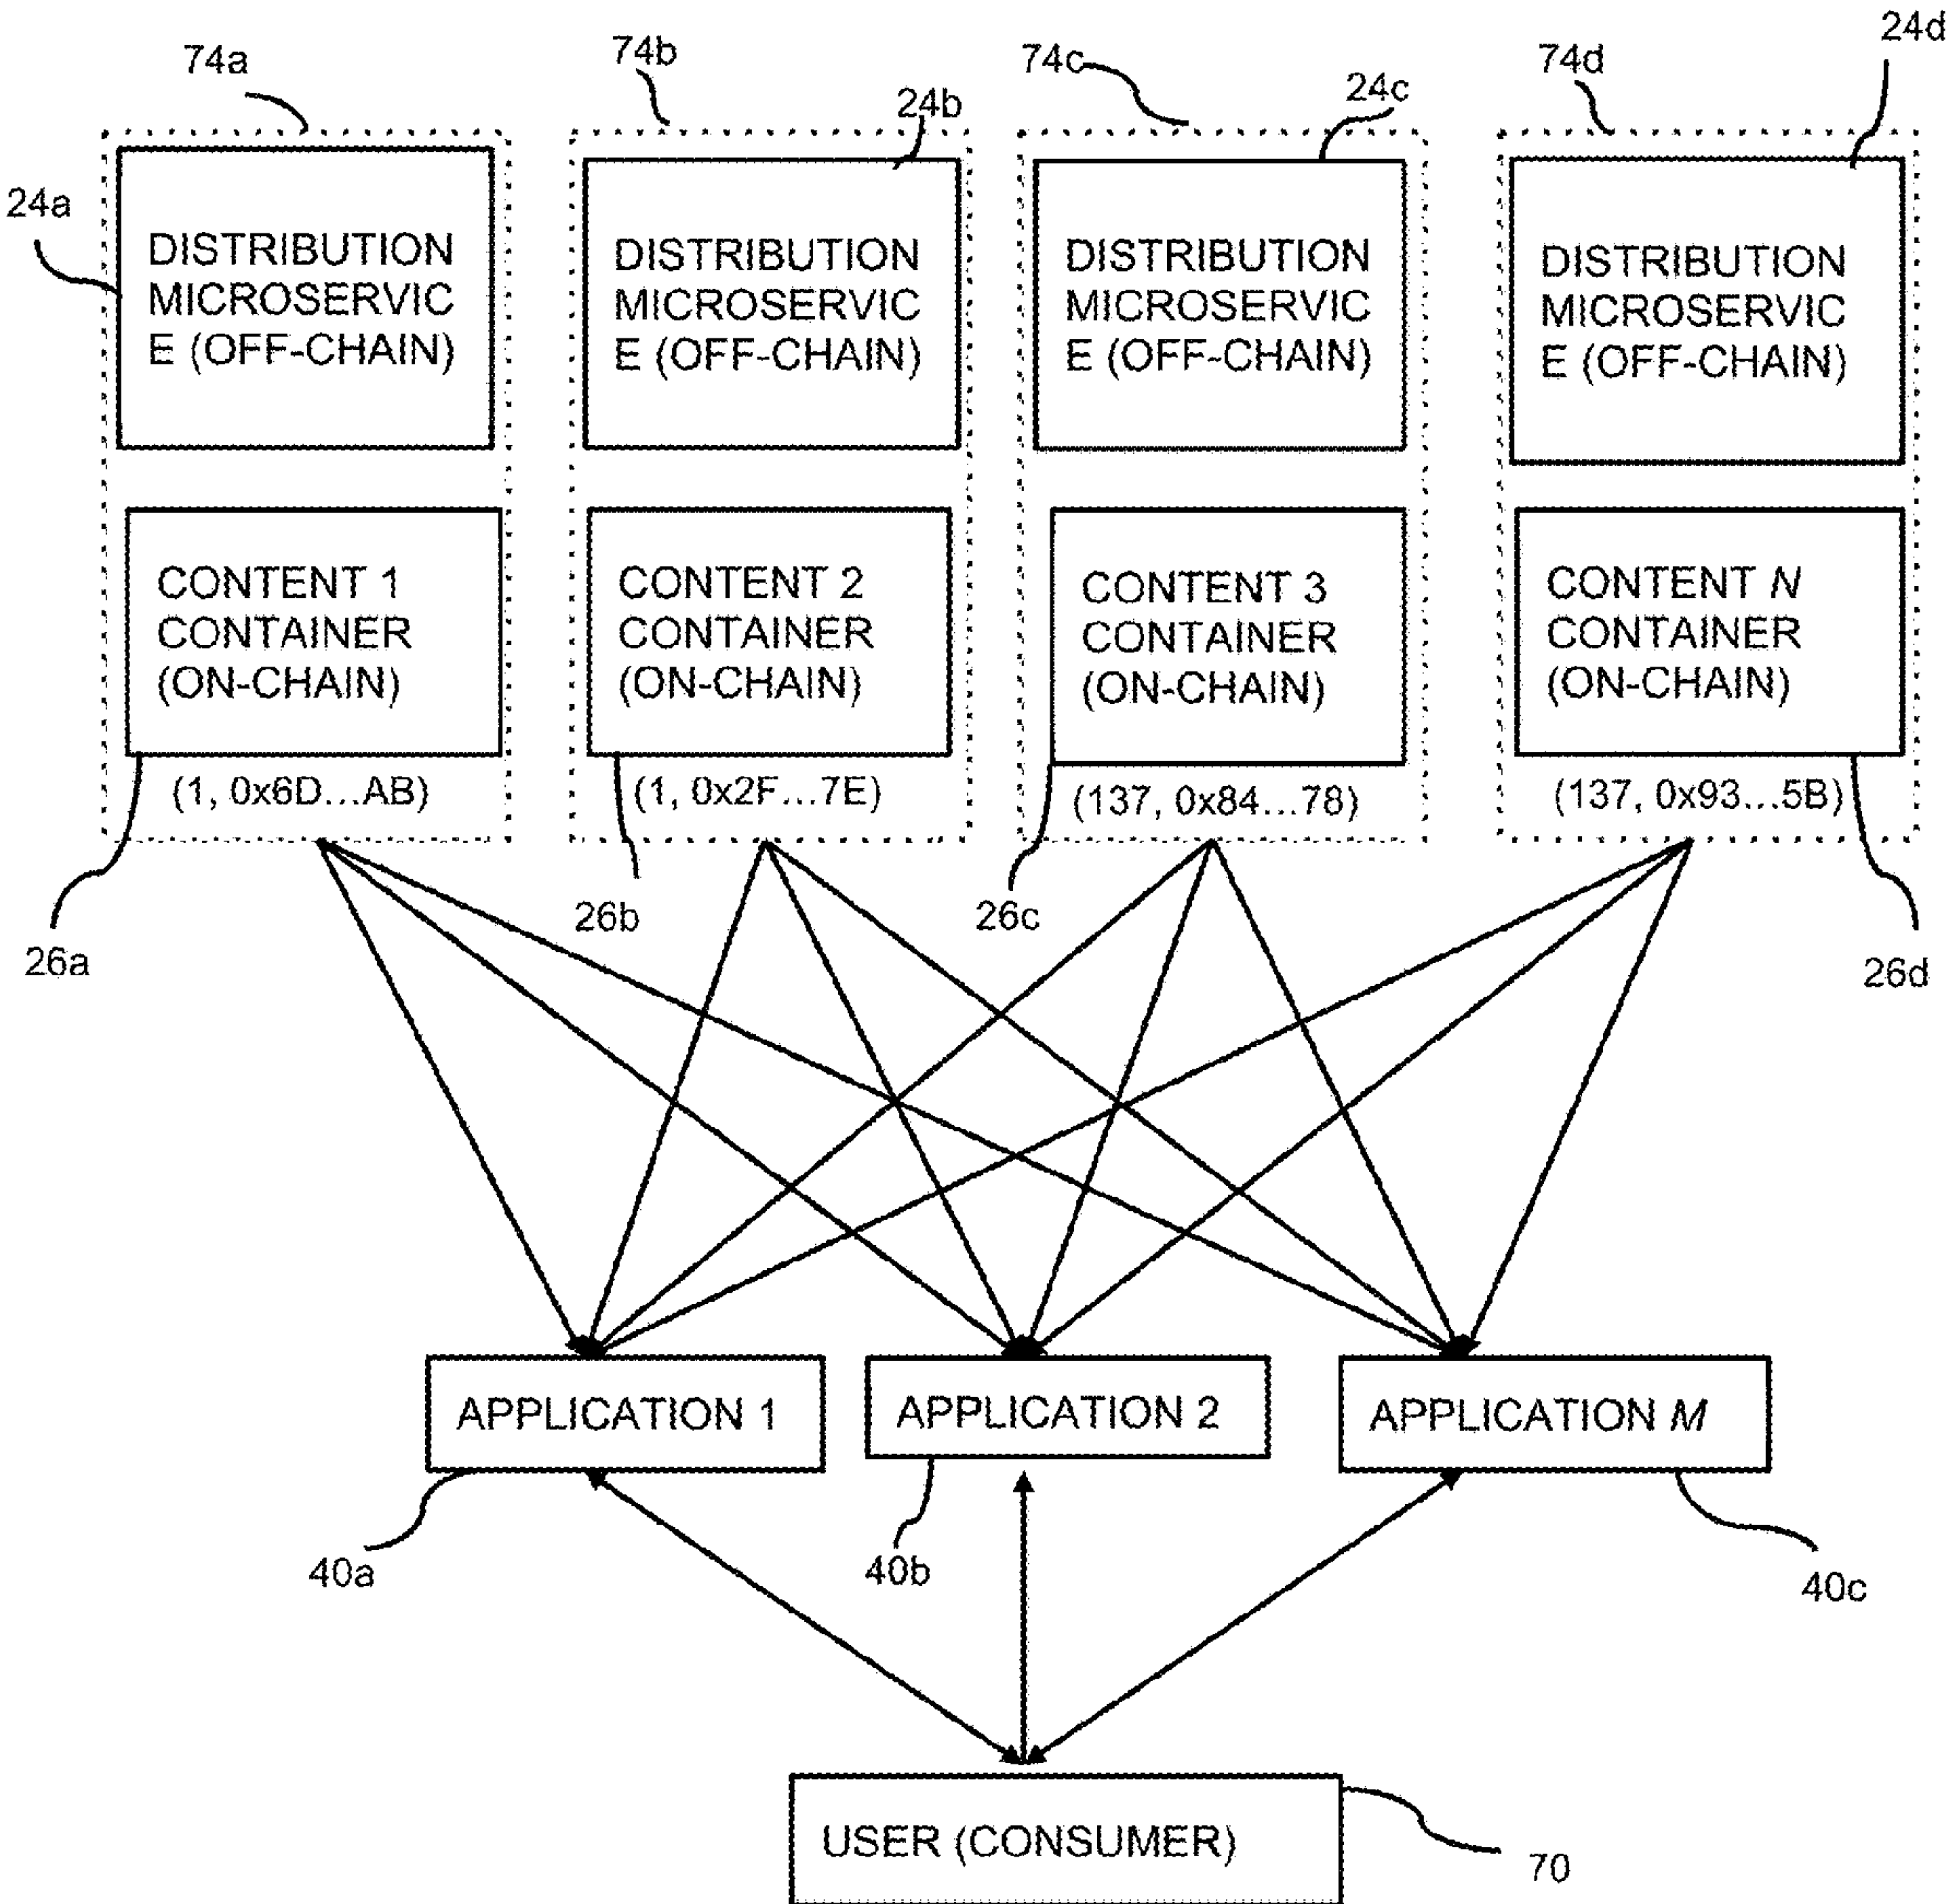 24d
74a
74b
74c
74d
24b
24c
24a
DISTRIBUTION
MICROSERVIC
E (OFF-CHAIN)
DISTRIBUTION
MICROSERVIC
E (OFF-CHAIN)
DISTRIBUTION
MICROSERVIC
E (OFF-CHAIN)
DISTRIBUTION
MICROSERVIC
E (OFF-CHAIN)
CONTENT 1
CONTAINER
(ON-CHAIN)
CONTENT 2
CONTAINER
(ON-CHAIN)
CONTENT 3
CONTAINER
(ON-CHAIN)
CONTENT N
CONTAINER
(ON-CHAIN)
(1, 0x6D...AB)
(1, 0x2F...7E)
(137, 0x84...78)
(137, 0x93...5B)
26a
26b
26c
26d
APPLICATION 1
APPLICATION 2
APPLICATION M
40a
40b
40c
USER (CONSUMER)
70